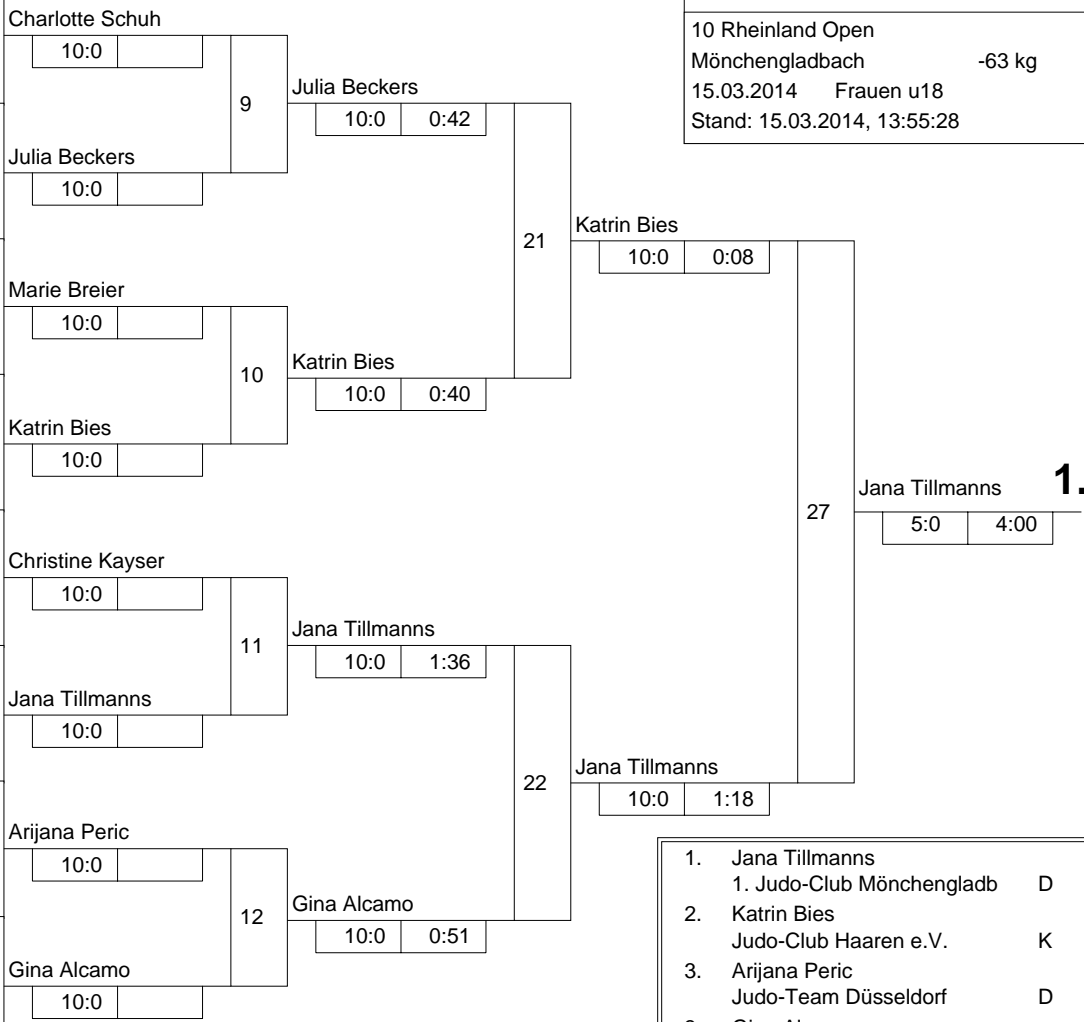 Charlotte Schuh
10:0
9
Julia Beckers
10:0
Julia Beckers
10:0 0:42
21
Marie Breier
10:0
10
Katrin Bies
10:0
Katrin Bies
10:0 0:40
Katrin Bies
10:0 0:08
27
Christine Kayser
10:0
11
Jana Tillmanns
10:0
Jana Tillmanns
10:0 1:36
22
Arijana Peric
10:0
12
Gina Alcamo
10:0
Gina Alcamo
10:0 0:51
Jana Tillmanns
10:0 1:18
Jana Tillmanns 1.
5:0 4:00
10 Rheinland Open
Mönchengladbach -63 kg
15.03.2014 Frauen u18
Stand: 15.03.2014, 13:55:28
1. Jana Tillmanns
1. Judo-Club Mönchengladb D
2. Katrin Bies
Judo-Club Haaren e.V. K
3. Arijana Peric
Judo-Team Düsseldorf D